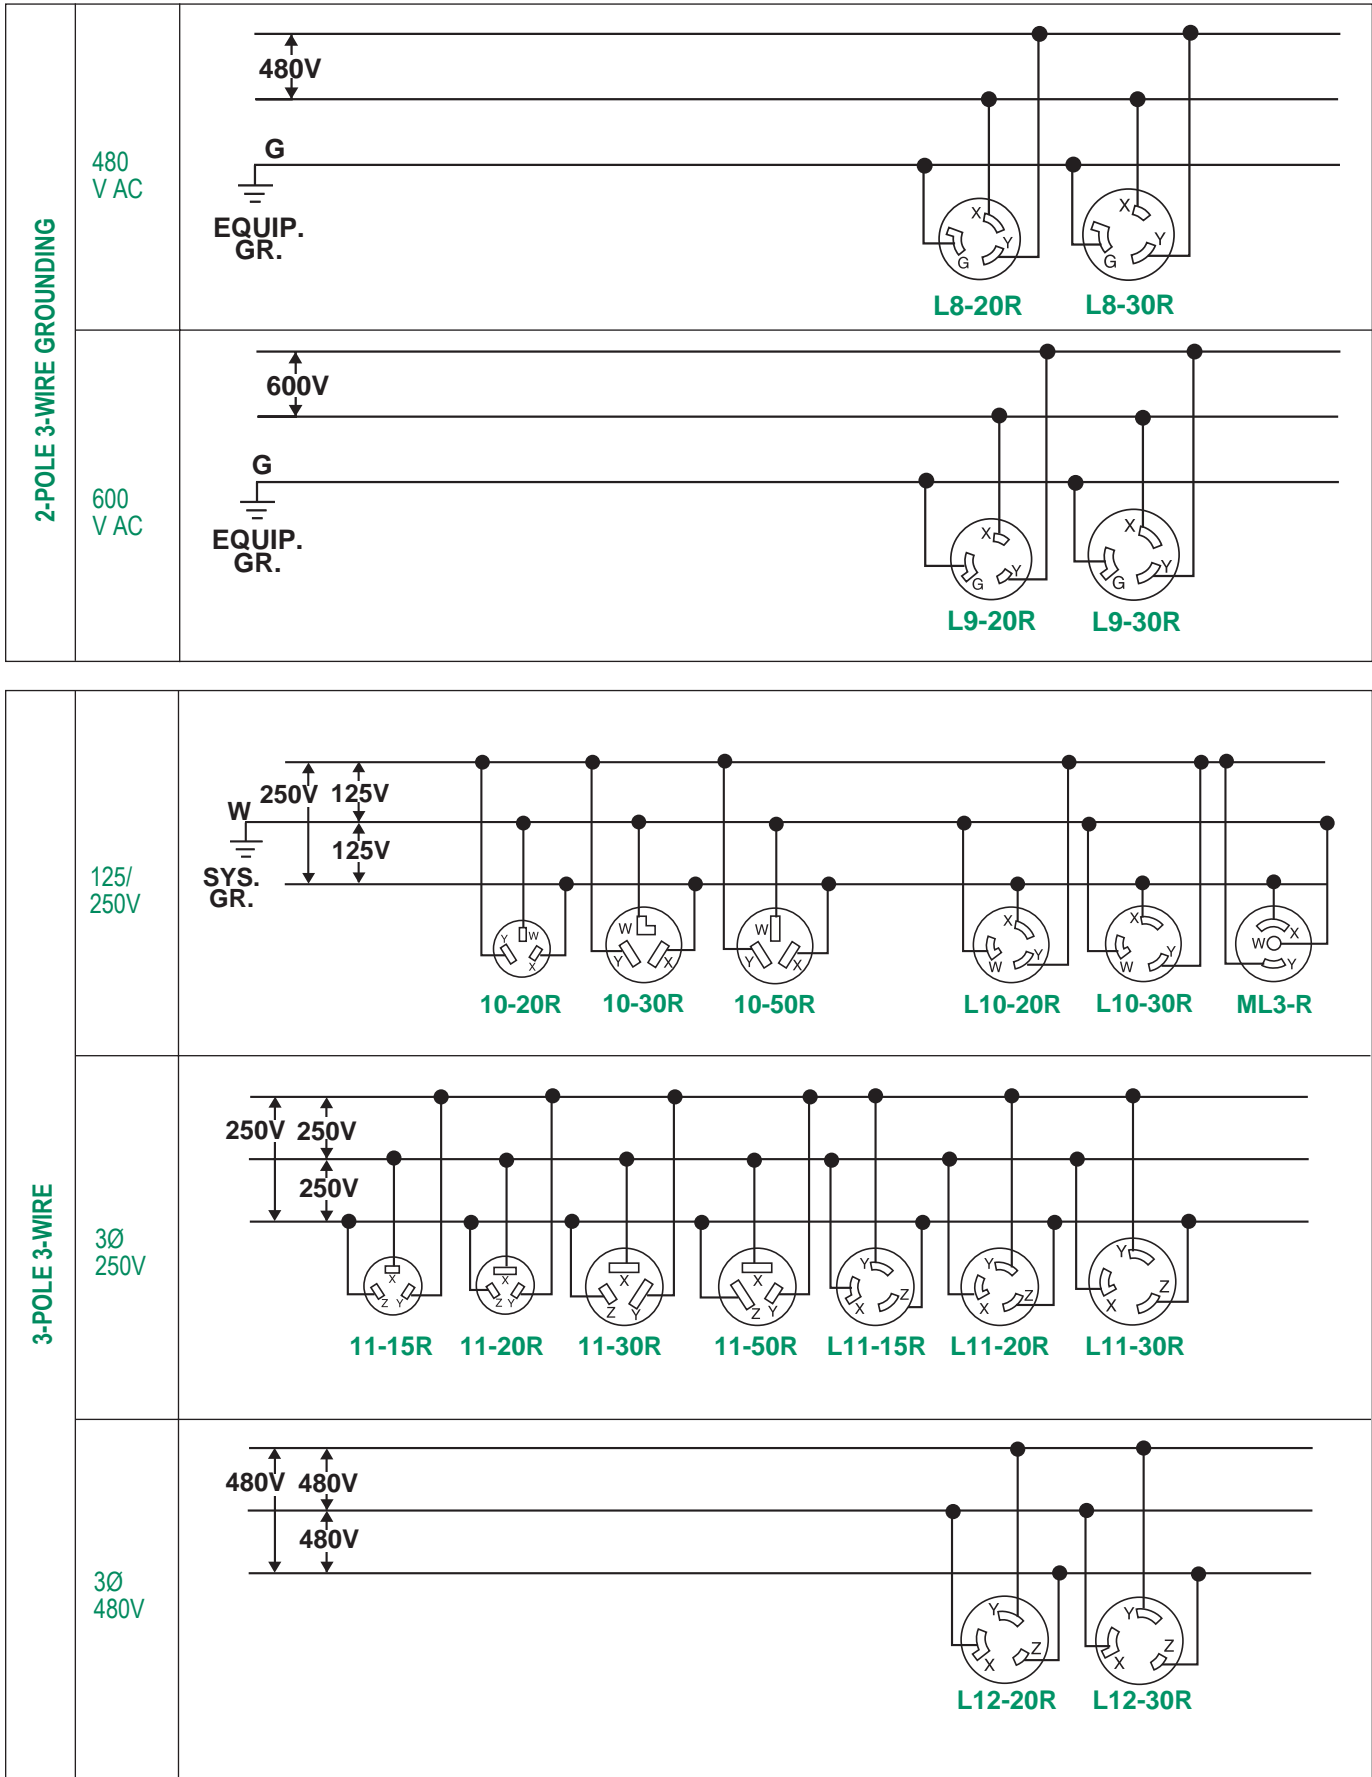 2-POLE 3-WIRE GROUNDING
480
V AC
480V
G
EQUIP.
GR.
X
Y
G
L8-20R
X
Y
G
L8-30R
600
V AC
600V
G
EQUIP.
GR.
X
Y
G
L9-20R
X
Y
G
L9-30R
3-POLE 3-WIRE
125/
250V
W
250V
125V
125V
SYS.
GR.
Y
W
X
10-20R
W
Y
X
10-30R
W
Y
X
10-50R
X
Y
W
L10-20R
X
Y
W
L10-30R
X
W
Y
ML3-R
3Ø
250V
250V
250V
250V
X
Z
Y
11-15R
X
Z
Y
11-20R
X
Z
Y
11-30R
X
Z
Y
11-50R
Y
Z
X
L11-15R
Y
Z
X
L11-20R
Y
Z
X
L11-30R
3Ø
480V
480V
480V
480V
Y
Z
X
L12-20R
Y
Z
X
L12-30R